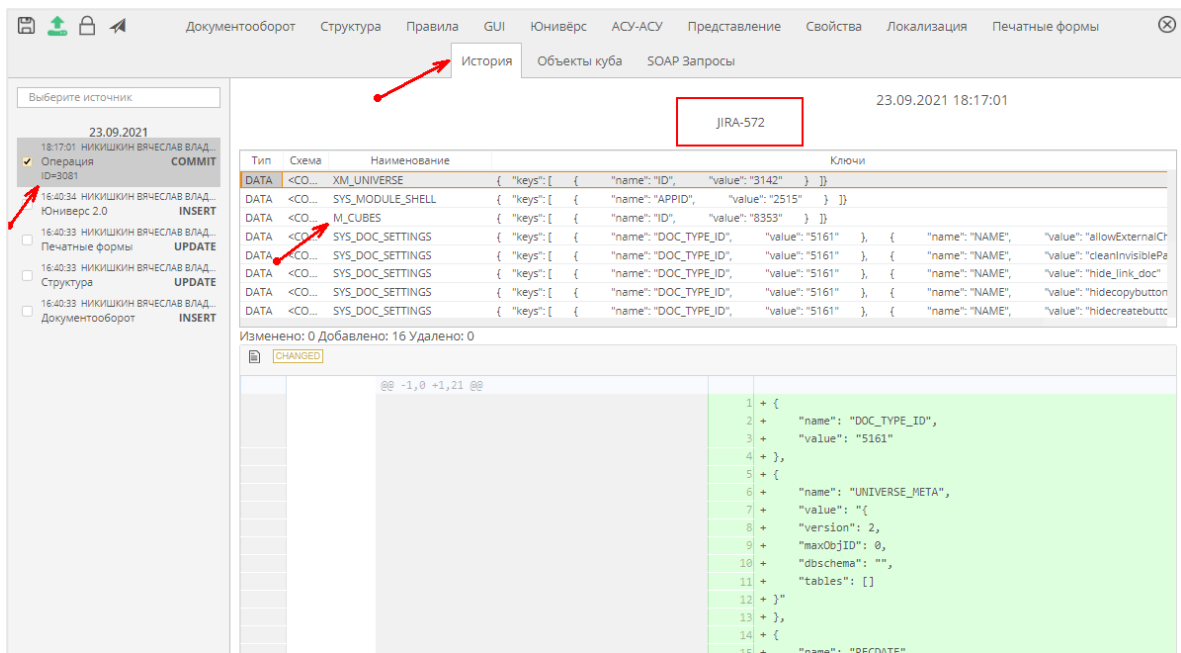 Документооборот Структура Правила GUI Юнивёрс АСУ-АСУ Представление Свойства Локализация Печатные формы
История Объекты куба SOAP Запросы
Выберите источник
23.09.2021
18:17:01 НИКИШКИН ВЯЧЕСЛАВ ВЛАД...
Операция COMMIT
ID=3081
16:40:34 НИКИШКИН ВЯЧЕСЛАВ ВЛАД...
Юниверс 2.0 INSERT
16:40:33 НИКИШКИН ВЯЧЕСЛАВ ВЛАД...
Печатные формы UPDATE
16:40:33 НИКИШКИН ВЯЧЕСЛАВ ВЛАД...
Структура UPDATE
16:40:33 НИКИШКИН ВЯЧЕСЛАВ ВЛАД...
Документооборот INSERT
23.09.2021 18:17:01
JIRA-572
Тип Схема Наименование Ключи
DATA <CO... XM_UNIVERSE { "keys": [ { "name": "ID", "value": "3142" } ]}
DATA <CO... SYS_MODULE_SHELL { "keys": [ { "name": "APPID", "value": "2515" } ]}
DATA <CO... M_CUBES { "keys": [ { "name": "ID", "value": "8353" } ]}
DATA <CO... SYS_DOC_SETTINGS { "keys": [ { "name": "DOC_TYPE_ID", "value": "5161" }, { "name": "NAME", "value": "allowExternalCh
DATA <CO... SYS_DOC_SETTINGS { "keys": [ { "name": "DOC_TYPE_ID", "value": "5161" }, { "name": "NAME", "value": "cleanInvisiblePa
DATA <CO... SYS_DOC_SETTINGS { "keys": [ { "name": "DOC_TYPE_ID", "value": "5161" }, { "name": "NAME", "value": "hide_link_doc"
DATA <CO... SYS_DOC_SETTINGS { "keys": [ { "name": "DOC_TYPE_ID", "value": "5161" }, { "name": "NAME", "value": "hidecopybutton
DATA <CO... SYS_DOC_SETTINGS { "keys": [ { "name": "DOC_TYPE_ID", "value": "5161" }, { "name": "NAME", "value": "hidecreatebutto
Изменено: 0 Добавлено: 16 Удалено: 0
CHANGED
@@ -1,0 +1,21 @@
1 + {
2 + "name": "DOC_TYPE_ID",
3 + "value": "5161"
4 + },
5 + {
6 + "name": "UNIVERSE_META",
7 + "value": "{
8 + "version": 2,
9 + "maxObjID": 0,
10 + "dbschema": "",
11 + "tables": []
12 + }"
13 + },
14 + {
15 + "name": "RECDATE"